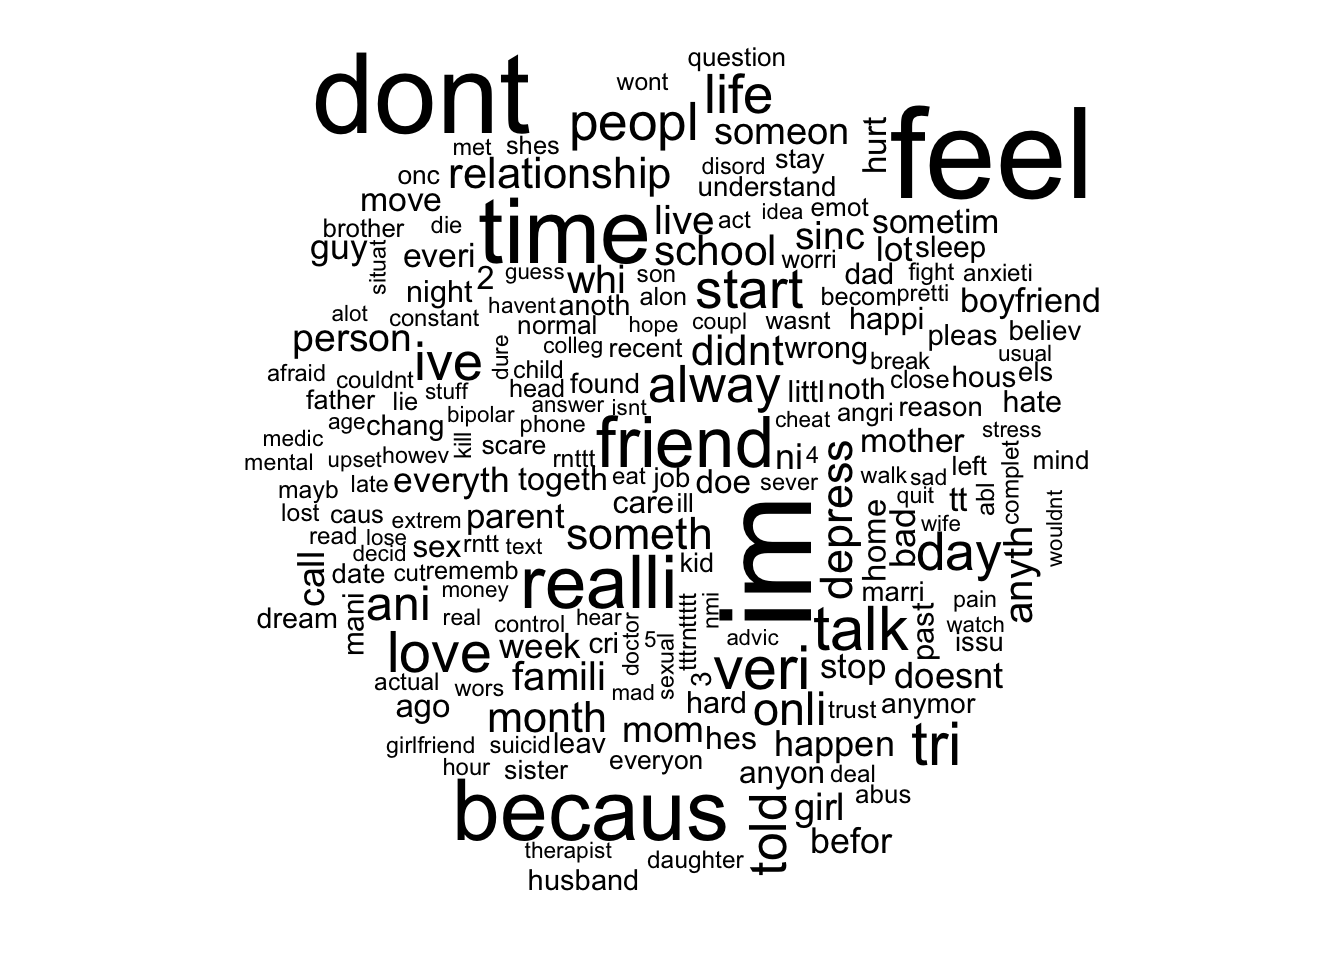 question
wont
life
dont
peopl
someon
hurt
feel
met
shes
disord
stay
onc
relationship
understand
move
time
live
act
idea
emot
sometim
brother
die
guy
situat
everi
school
sinc
worri
lot
sleep
night
2
guess
whi
son
start
dad
fight
anxieti
havent
anoth
alon
becom
pretti
boyfriend
alot
constant
normal
hope
coupl
wasnt
happi
pleas
believ
person
ive
dure
colleg
recent
didnt
wrong
break
usual
afraid
couldnt
stuff
child
head
found
alway
littl
noth
close
hous
els
father
lie
bipolar
answer
isnt
cheat
angri
reason
hate
age
chang
phone
friend
medic
kill
scare
mother
stress
mental
upset
howev
rnttt
ni
4
depress
left
mind
mayb
late
everyth
togeth
eat
job
doe
sever
walk
sad
abl
complet
lost
caus
extrem
parent
care
ill
im
quit
tt
wouldnt
read
lose
decid
sex
rntt
text
someth
home
bad
wife
day
anyth
call
date
cut
rememb
realli
kid
marri
pain
dream
mani
ani
money
real
control
hear
doctor
5
sexual
tttrnttttt
nmi
advic
talk
past
watch
issu
love
week
cri
3
veri
stop
doesnt
actual
wors
famili
mad
ago
month
hard
onli
trust
anymor
mom
hes
happen
tri
girlfriend
suicid
leav
hour
sister
everyon
anyon
deal
becaus
told
girl
abus
befor
therapist
daughter
husband